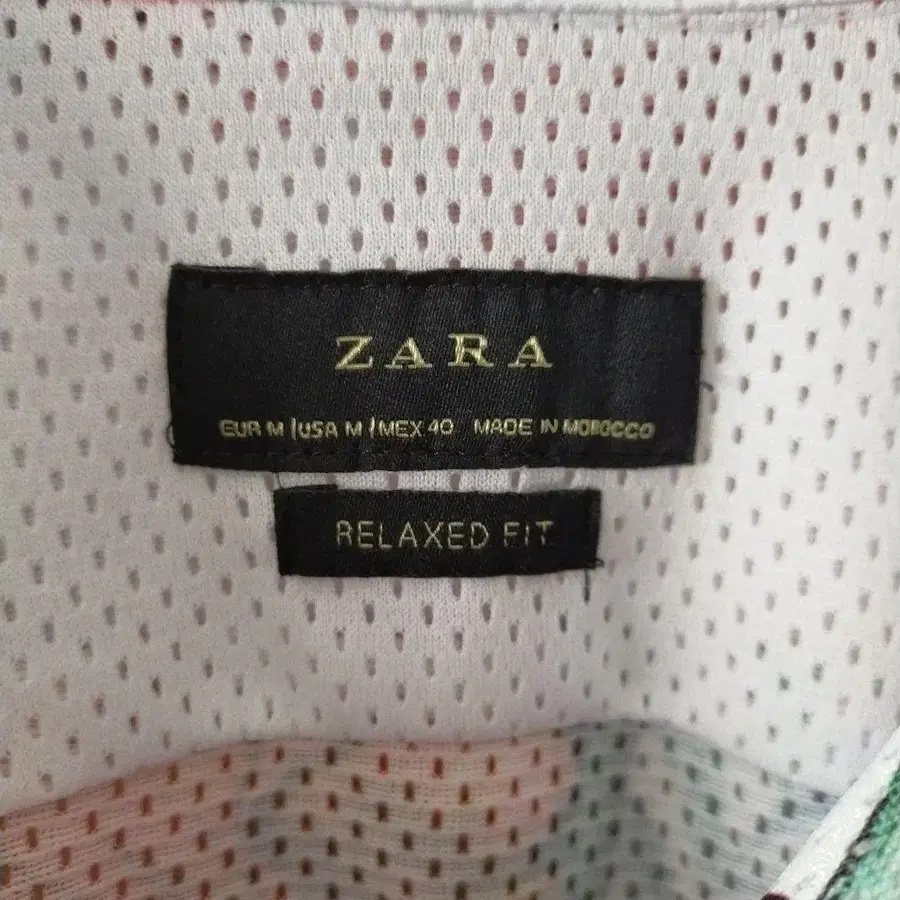 ZARA
EUR M / USA M / MEX 40 MADE IN MOROCCO
RELAXED FIT